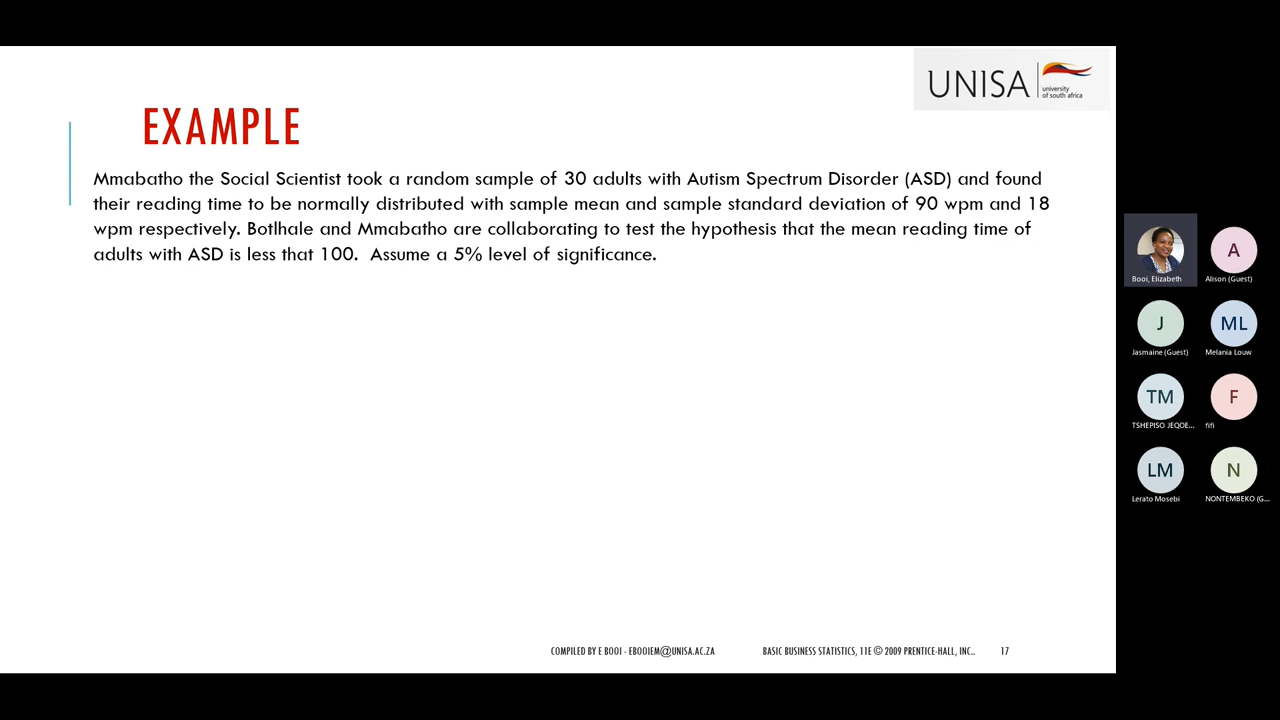 UNISA
university
of south africa
EXAMPLE
Mmabatho the Social Scientist took a random sample of 30 adults with Autism Spectrum Disorder (ASD) and found
their reading time to be normally distributed with sample mean and sample standard deviation of 90 wpm and 18
wpm respectively. Botlhale and Mmabatho are collaborating to test the hypothesis that the mean reading time of
adults with ASD is less that 100. Assume a 5% level of significance.
COMPILED BY E BOOI - EBOOIEM@UNISA.AC.ZA
BASIC BUSINESS STATISTICS, 11E © 2009 PRENTICE-HALL, INC..
17
Booi, Elizabeth
A
Alison (Guest)
J
Jasmaine (Guest)
ML
Melania Louw
TM
TSHEPISO JEQOE...
F
fifi
LM
Lerato Mosebi
N
NONTEMBEKO (G...